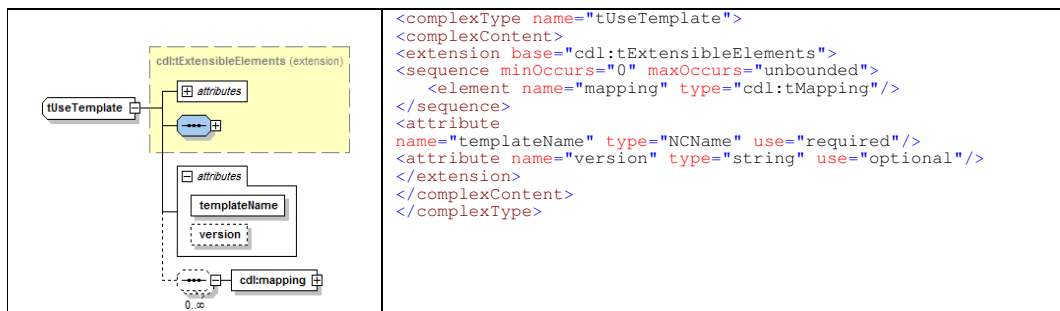 cdl:tExtensibleElements (extension)
attributes
tUseTemplate
attributes
templateName
version
cdl:mapping
0..∞
<complexType name="tUseTemplate">
<complexContent>
<extension base="cdl:tExtensibleElements">
<sequence minOccurs="0" maxOccurs="unbounded">
<element name="mapping" type="cdl:tMapping"/>
</sequence>
<attribute
name="templateName" type="NCName" use="required"/>
<attribute name="version" type="string" use="optional"/>
</extension>
</complexContent>
</complexType>